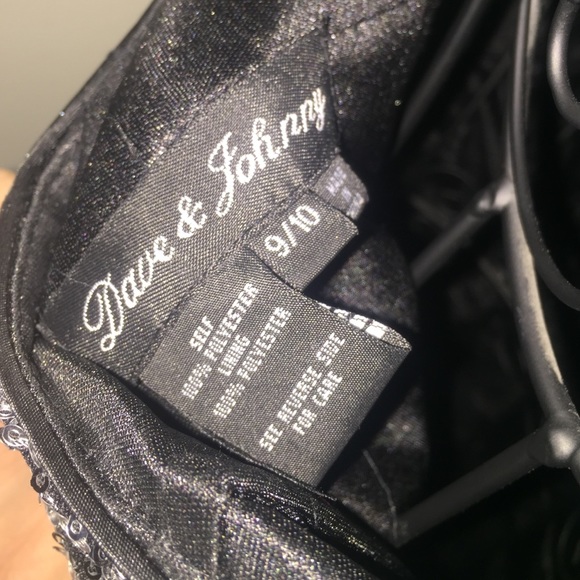 Dave & Johnny
9/10
SELF
100% POLYESTER
LINING
100% POLYESTER
SEE REVERSE SIDE
FOR CARE